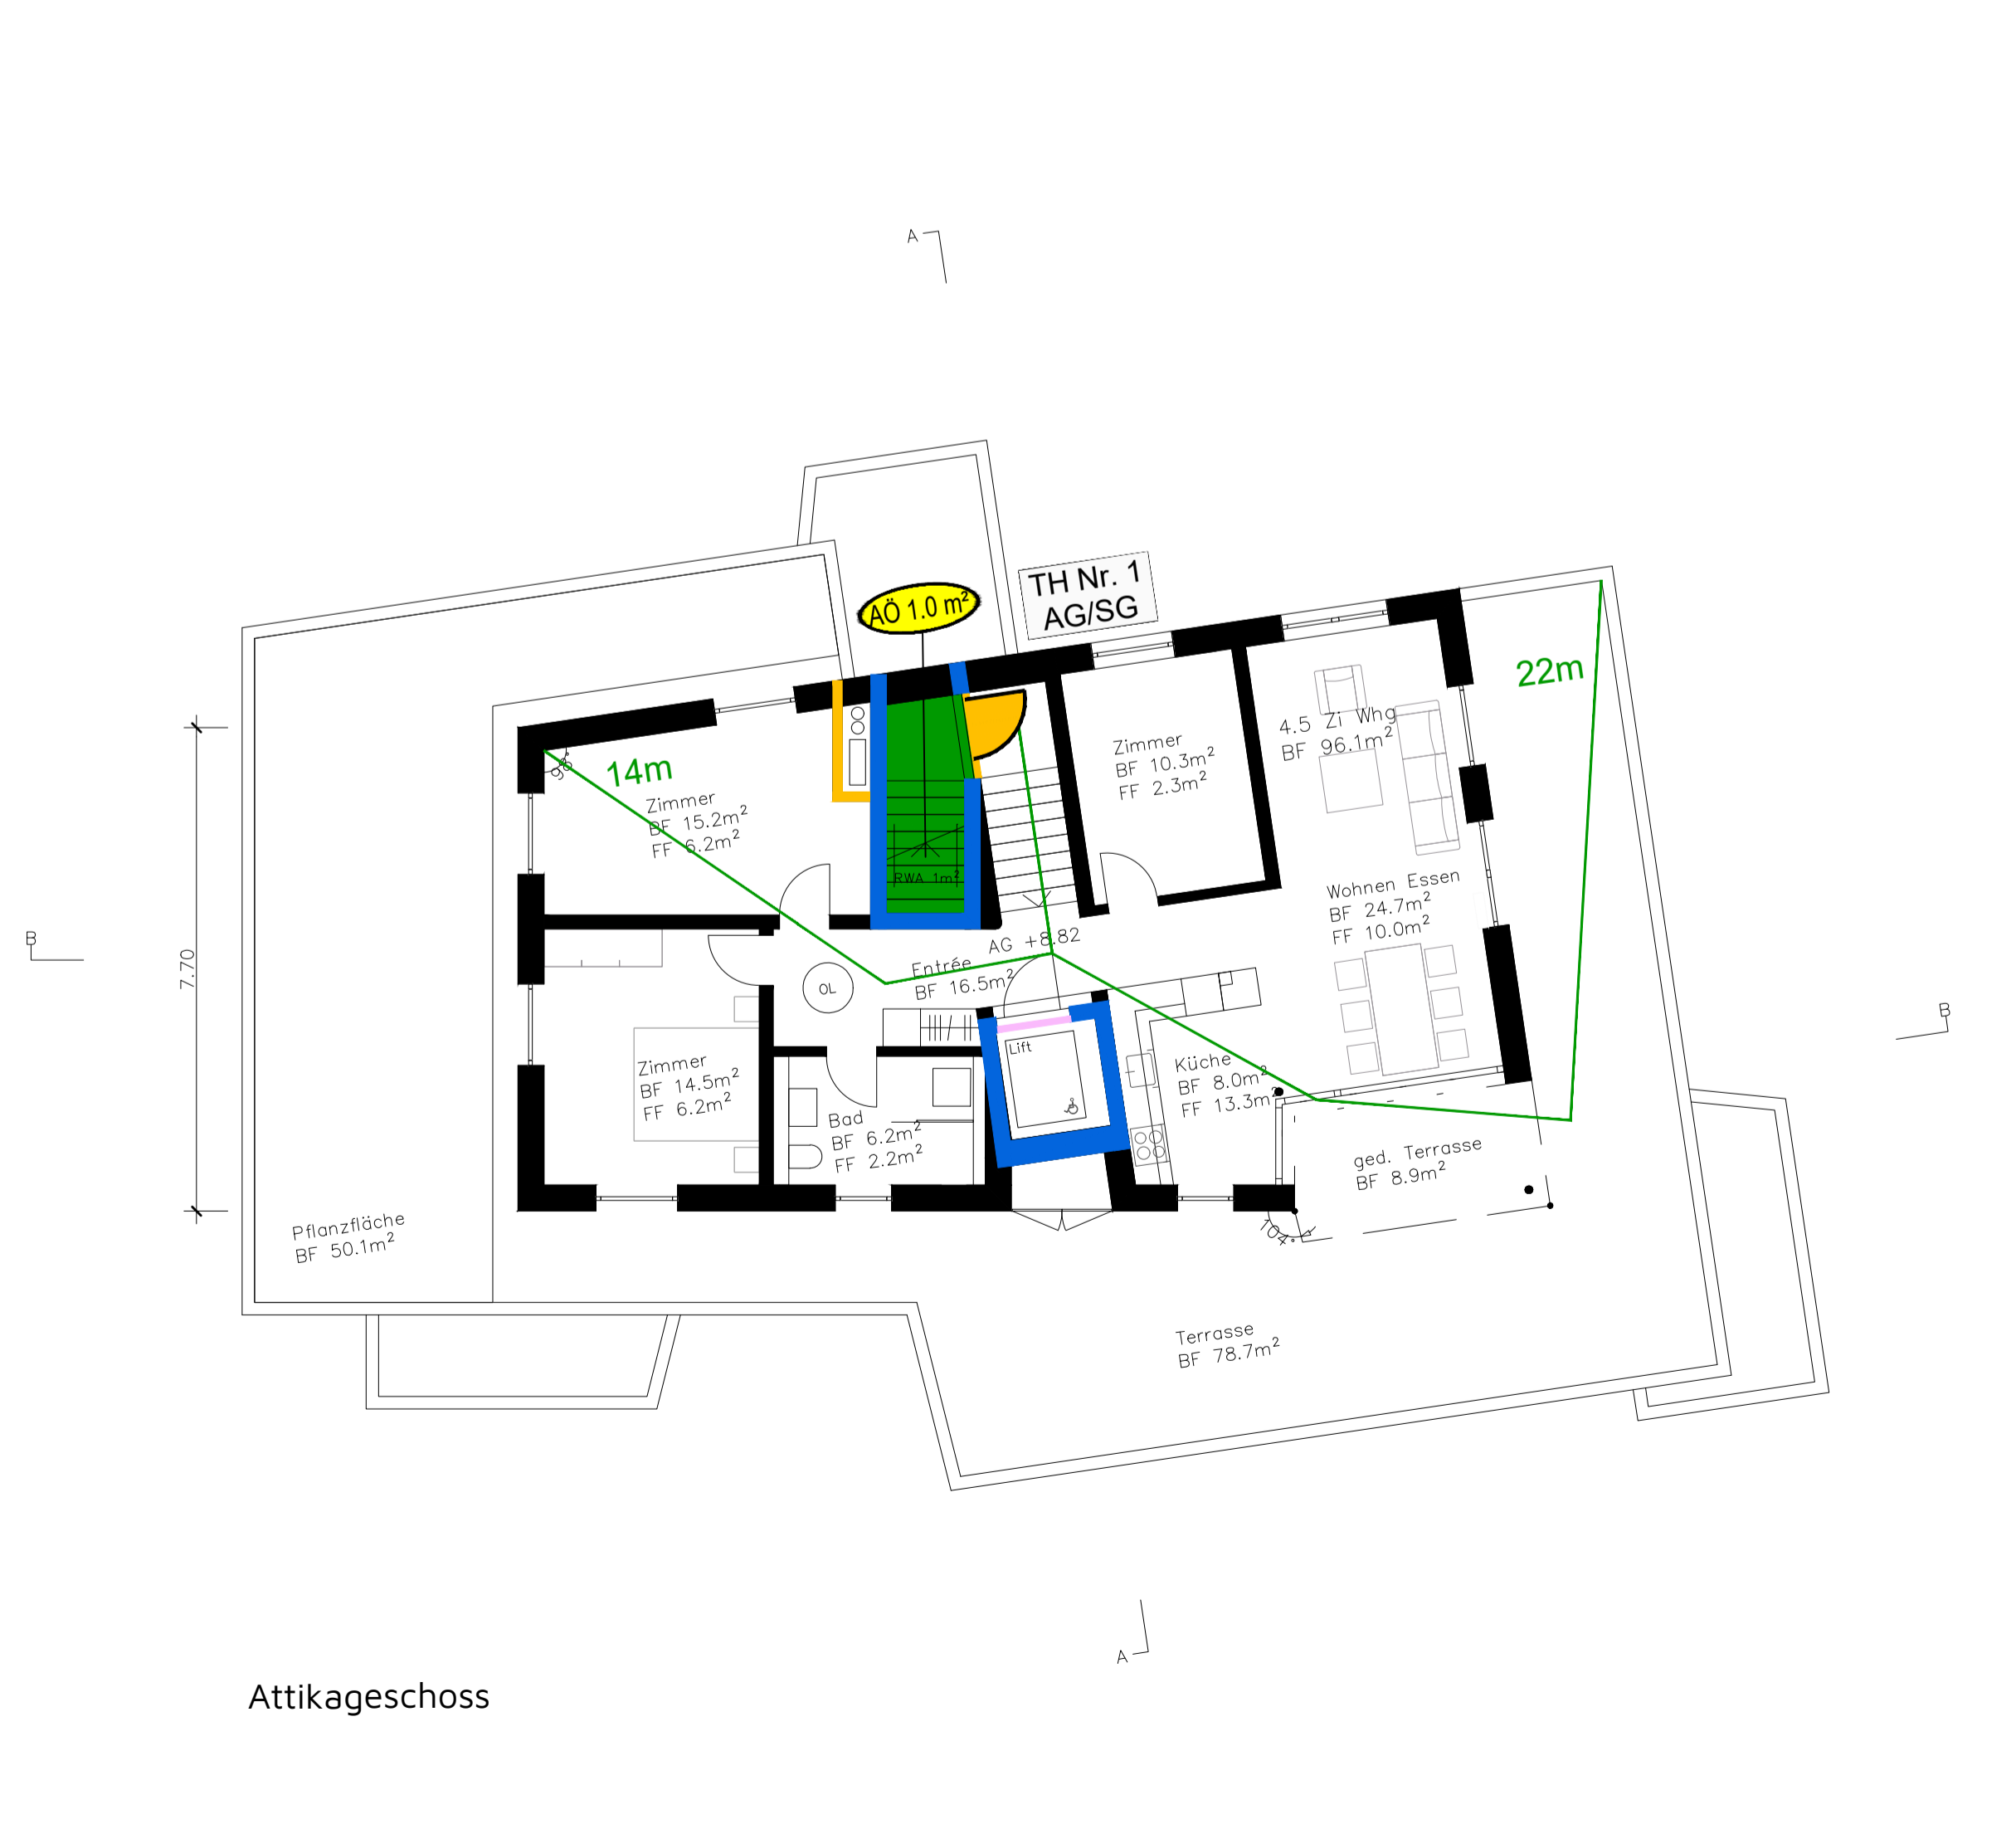 A
AÖ 1.0 m²
TH Nr. 1
AG/SG
22m
14m
98°
4.5 Zi Whg
BF 96.1m²
Zimmer
BF 10.3m²
FF 2.3m²
Zimmer
BF 15.2m²
FF 6.2m²
RWA 1m²
Wohnen Essen
BF 24.7m²
FF 10.0m²
B
7.70
AG +8.82
Entrée
BF 16.5m²
OL
B
Lift
Zimmer
BF 14.5m²
FF 6.2m²
Küche
BF 8.0m²
FF 13.3m²
Bad
BF 6.2m²
FF 2.2m²
ged. Terrasse
BF 8.9m²
104°
Pflanzfläche
BF 50.1m²
Terrasse
BF 78.7m²
A
Attikageschoss